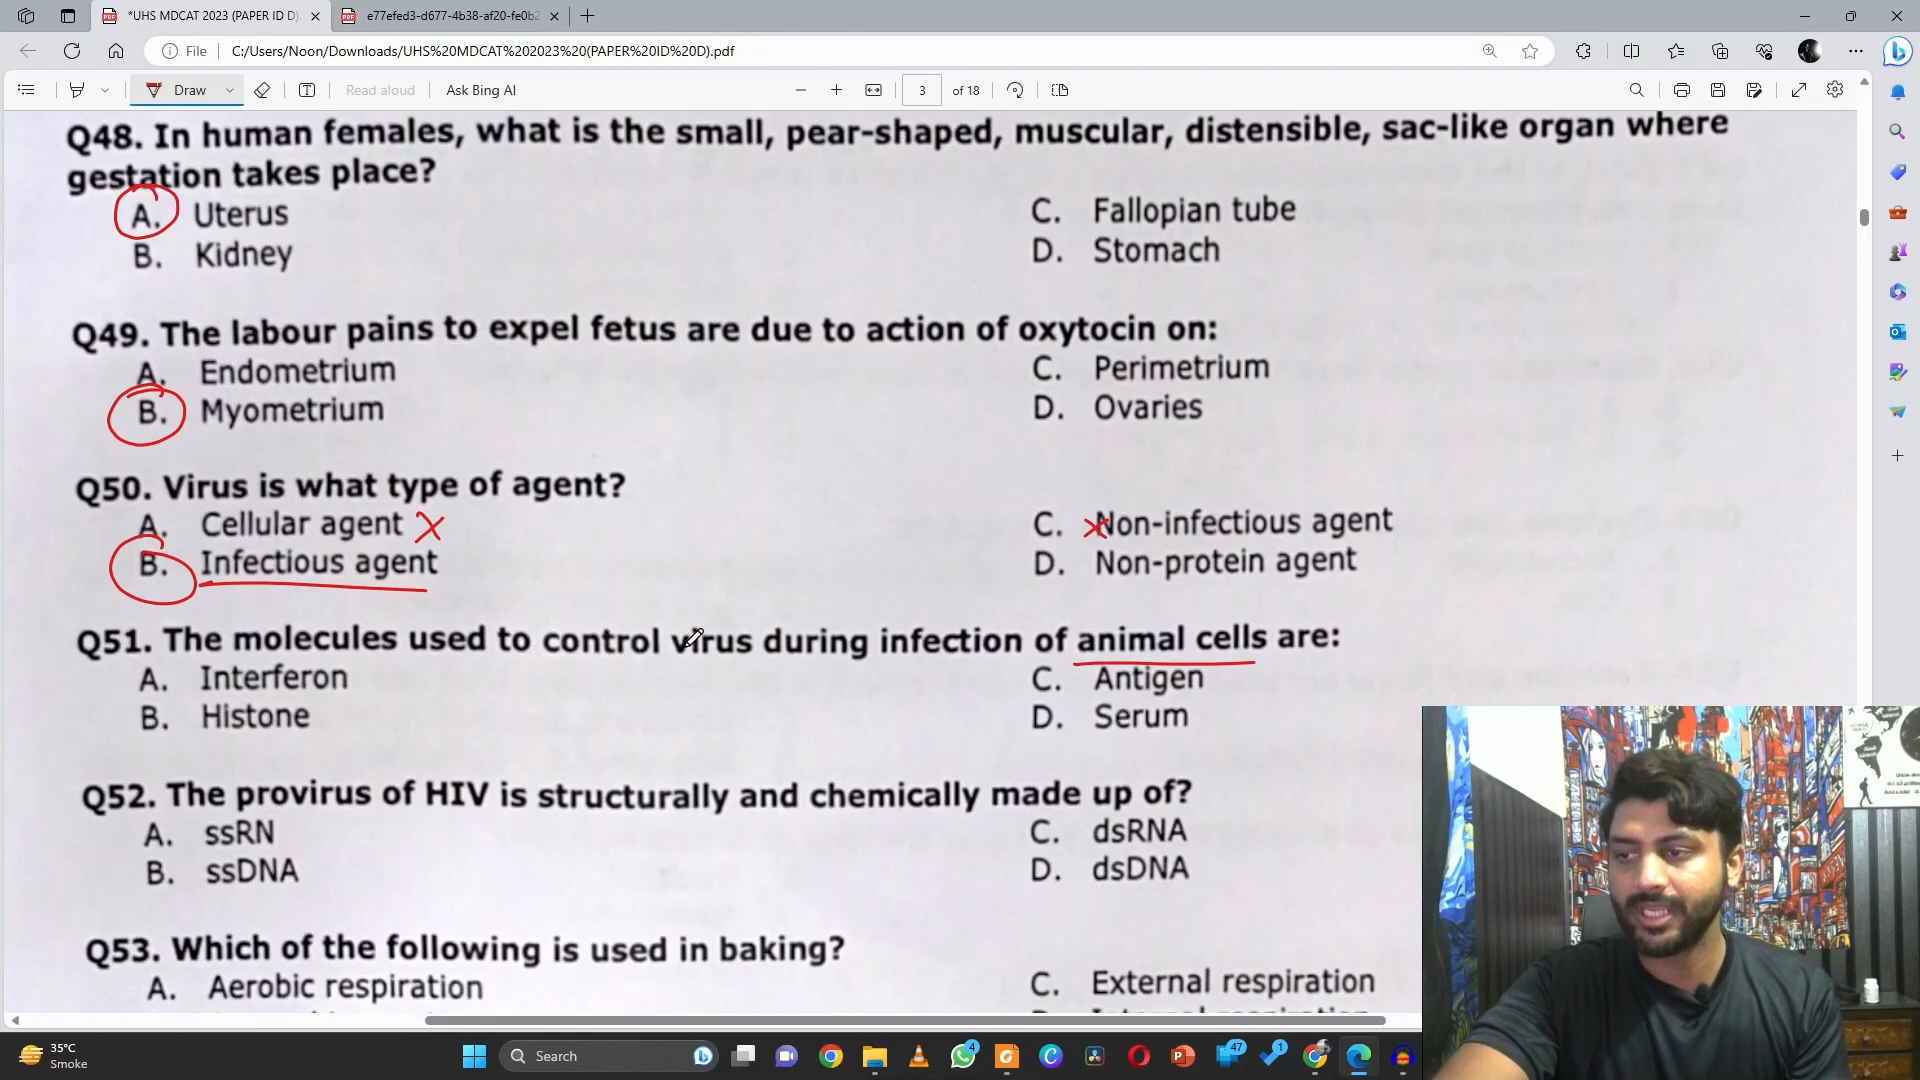 *UHS MDCAT 2023 (PAPER ID D).
e77efed3-d677-4b38-af20-fe0b2
File C:/Users/Noon/Downloads/UHS%20MDCAT%202023%20(PAPER%20ID%20D).pdf
Draw
Read aloud
Ask Bing AI
3 of 18
Q48. In human females, what is the small, pear-shaped, muscular, distensible, sac-like organ where
gestation takes place?
A. Uterus
C. Fallopian tube
B. Kidney
D. Stomach
Q49. The labour pains to expel fetus are due to action of oxytocin on:
A. Endometrium
C. Perimetrium
B. Myometrium
D. Ovaries
Q50. Virus is what type of agent?
A. Cellular agent
C. Non-infectious agent
B. Infectious agent
D. Non-protein agent
Q51. The molecules used to control virus during infection of animal cells are:
A. Interferon
C. Antigen
B. Histone
D. Serum
Q52. The provirus of HIV is structurally and chemically made up of?
A. ssRN
C. dsRNA
B. ssDNA
D. dsDNA
Q53. Which of the following is used in baking?
A. Aerobic respiration
C. External respiration
35°C
Smoke
Search
4
47
1